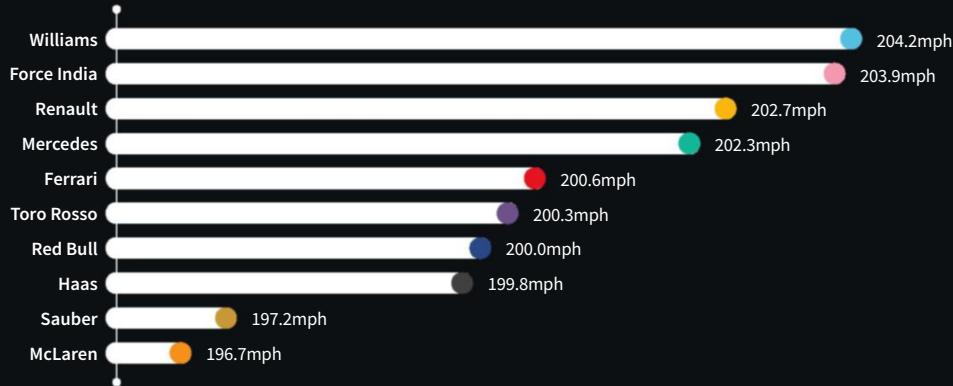 Williams 204.2mph
Force India 203.9mph
Renault 202.7mph
Mercedes 202.3mph
Ferrari 200.6mph
Toro Rosso 200.3mph
Red Bull 200.0mph
Haas 199.8mph
Sauber 197.2mph
McLaren 196.7mph